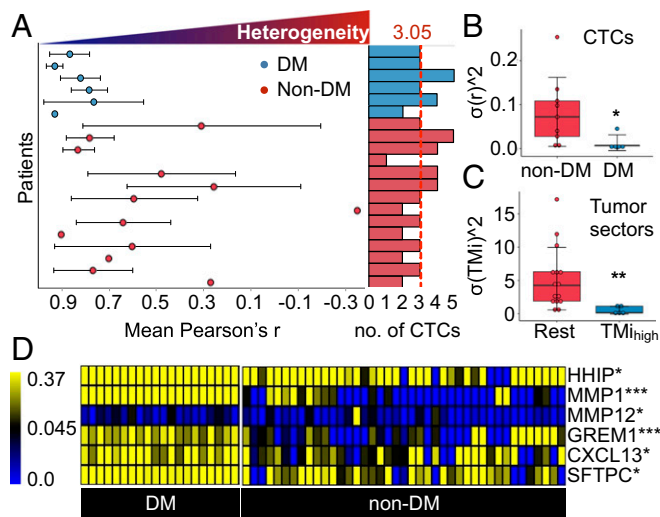 A
Heterogeneity
3.05
DM
Non-DM
Patients
0.9 0.7 0.5 0.3 0.1 -0.1 -0.3
Mean Pearson's r
0 2 3 4 5
no. of CTCs
B
CTCs
σ(r)^2
0.2
0.1
0.0
*
non-DM DM
C
Tumor
sectors
σ(TMi)^2
15
10
5
0
**
Rest TMihigh
D
0.37
0.045
0.0
HHIP*
MMP1***
MMP12*
GREM1***
CXCL13*
SFTPC*
DM non-DM